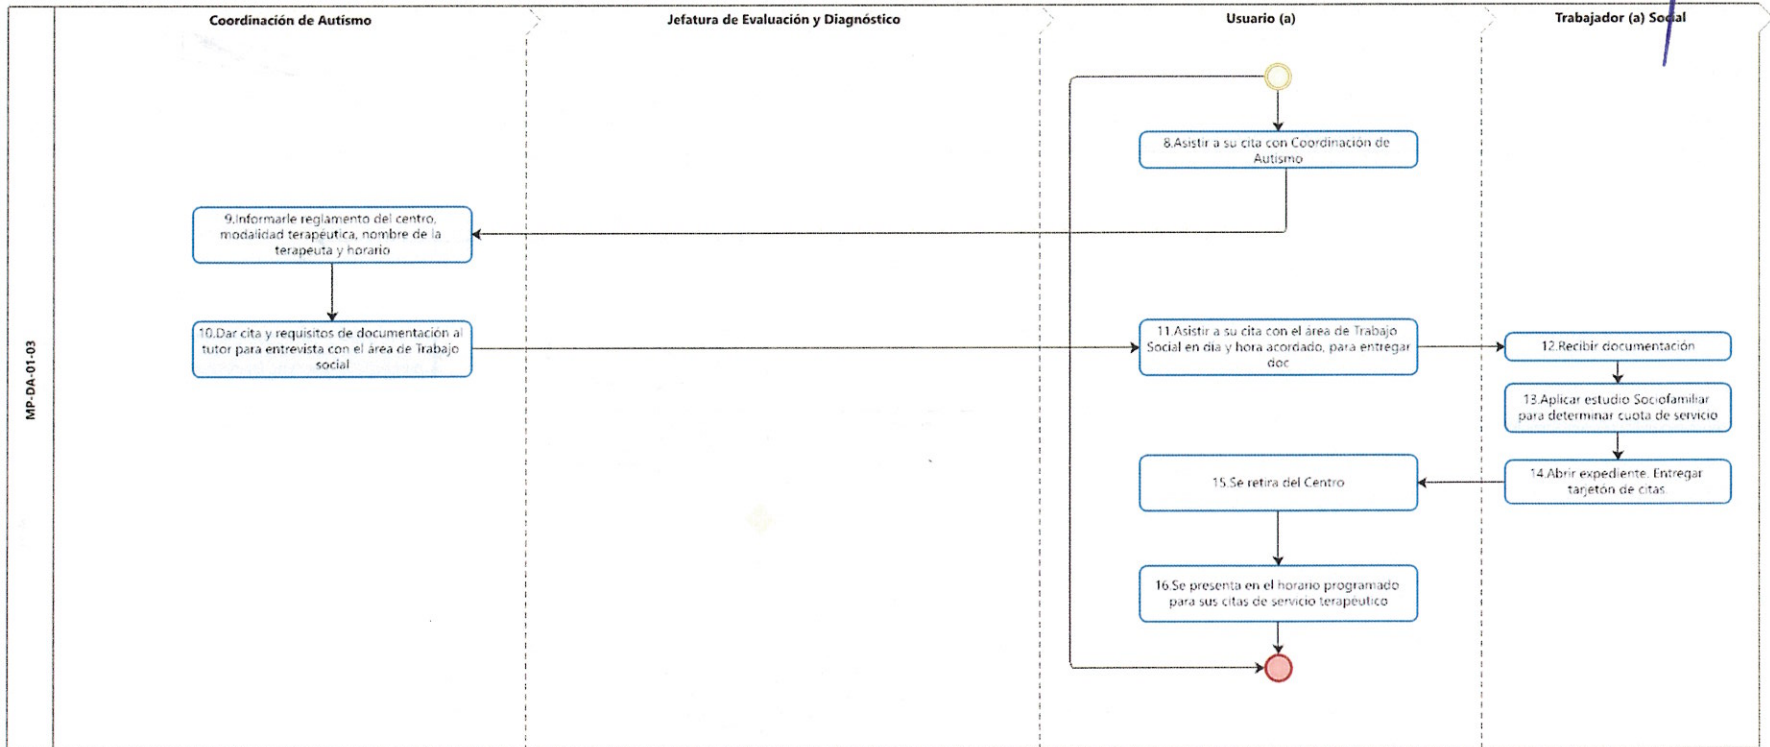 Coordinación de Autismo
Jefatura de Evaluación y Diagnóstico
Usuario (a)
Trabajador (a) Social
MP-DA-01-03
8.Asistir a su cita con Coordinación de
Autismo
9.Informarle reglamento del centro,
modalidad terapéutica, nombre de la
terapeuta y horario
10.Dar cita y requisitos de documentación al
tutor para entrevista con el área de Trabajo
social
11.Asistir a su cita con el área de Trabajo
Social en día y hora acordado, para entregar
doc
12.Recibir documentación
13.Aplicar estudio Sociofamiliar
para determinar cuota de servicio
14.Abrir expediente. Entregar
tarjetón de citas
15.Se retira del Centro
16.Se presenta en el horario programado
para sus citas de servicio terapéutico